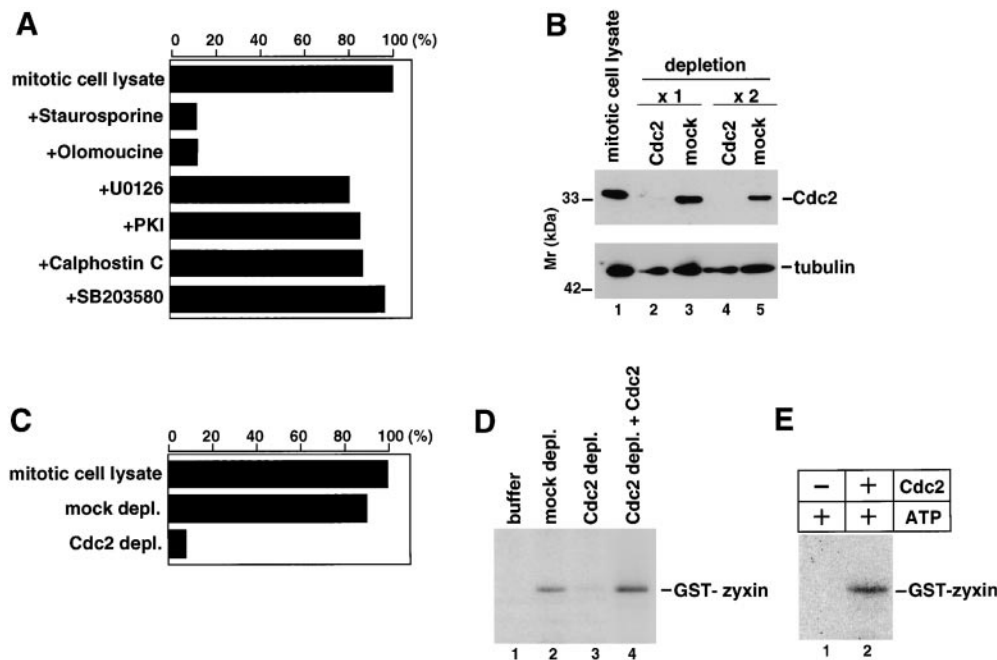 A
0 20 40 60 80 100 (%)
mitotic cell lysate
+Staurosporine
+Olomoucine
+U0126
+PKI
+Calphostin C
+SB203580
B
mitotic cell lysate
depletion
x 1 x 2
Cdc2 mock Cdc2 mock
Mr (kDa)
33 –Cdc2
–tubulin
42
1 2 3 4 5
C
0 20 40 60 80 100 (%)
mitotic cell lysate
mock depl.
Cdc2 depl.
D
buffer
mock depl.
Cdc2 depl.
Cdc2 depl. + Cdc2
–GST- zyxin
1 2 3 4
E
– + Cdc2
+ + ATP
–GST-zyxin
1 2